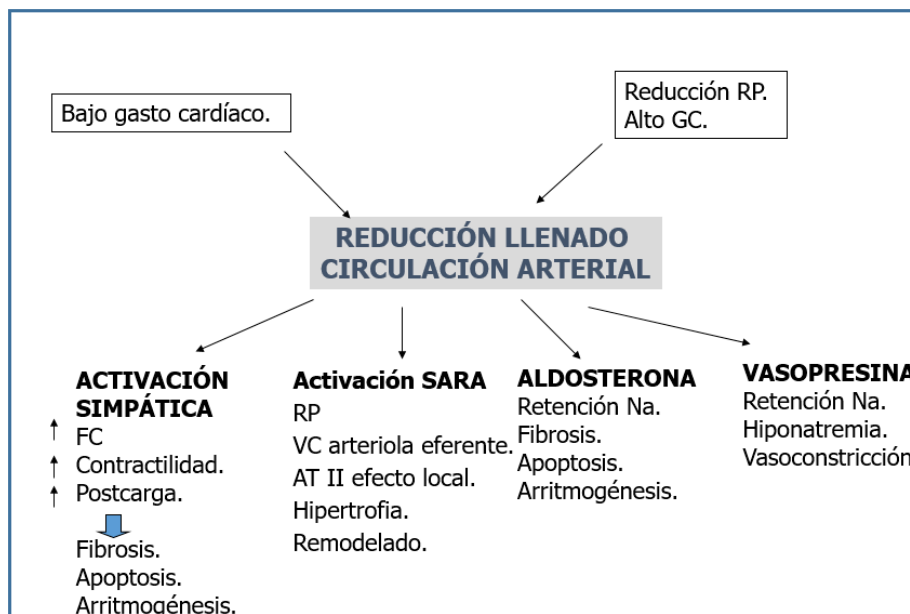 Bajo gasto cardíaco.
Reducción RP.
Alto GC.
REDUCCIÓN LLENADO
CIRCULACIÓN ARTERIAL
ACTIVACIÓN
SIMPÁTICA
FC
Contractilidad.
Postcarga.
Fibrosis.
Apoptosis.
Arritmogénesis.
Activación SARA
RP
VC arteriola eferente.
AT II efecto local.
Hipertrofia.
Remodelado.
ALDOSTERONA
Retención Na.
Fibrosis.
Apoptosis.
Arritmogénesis.
VASOPRESINA
Retención Na.
Hiponatremia.
Vasoconstricción